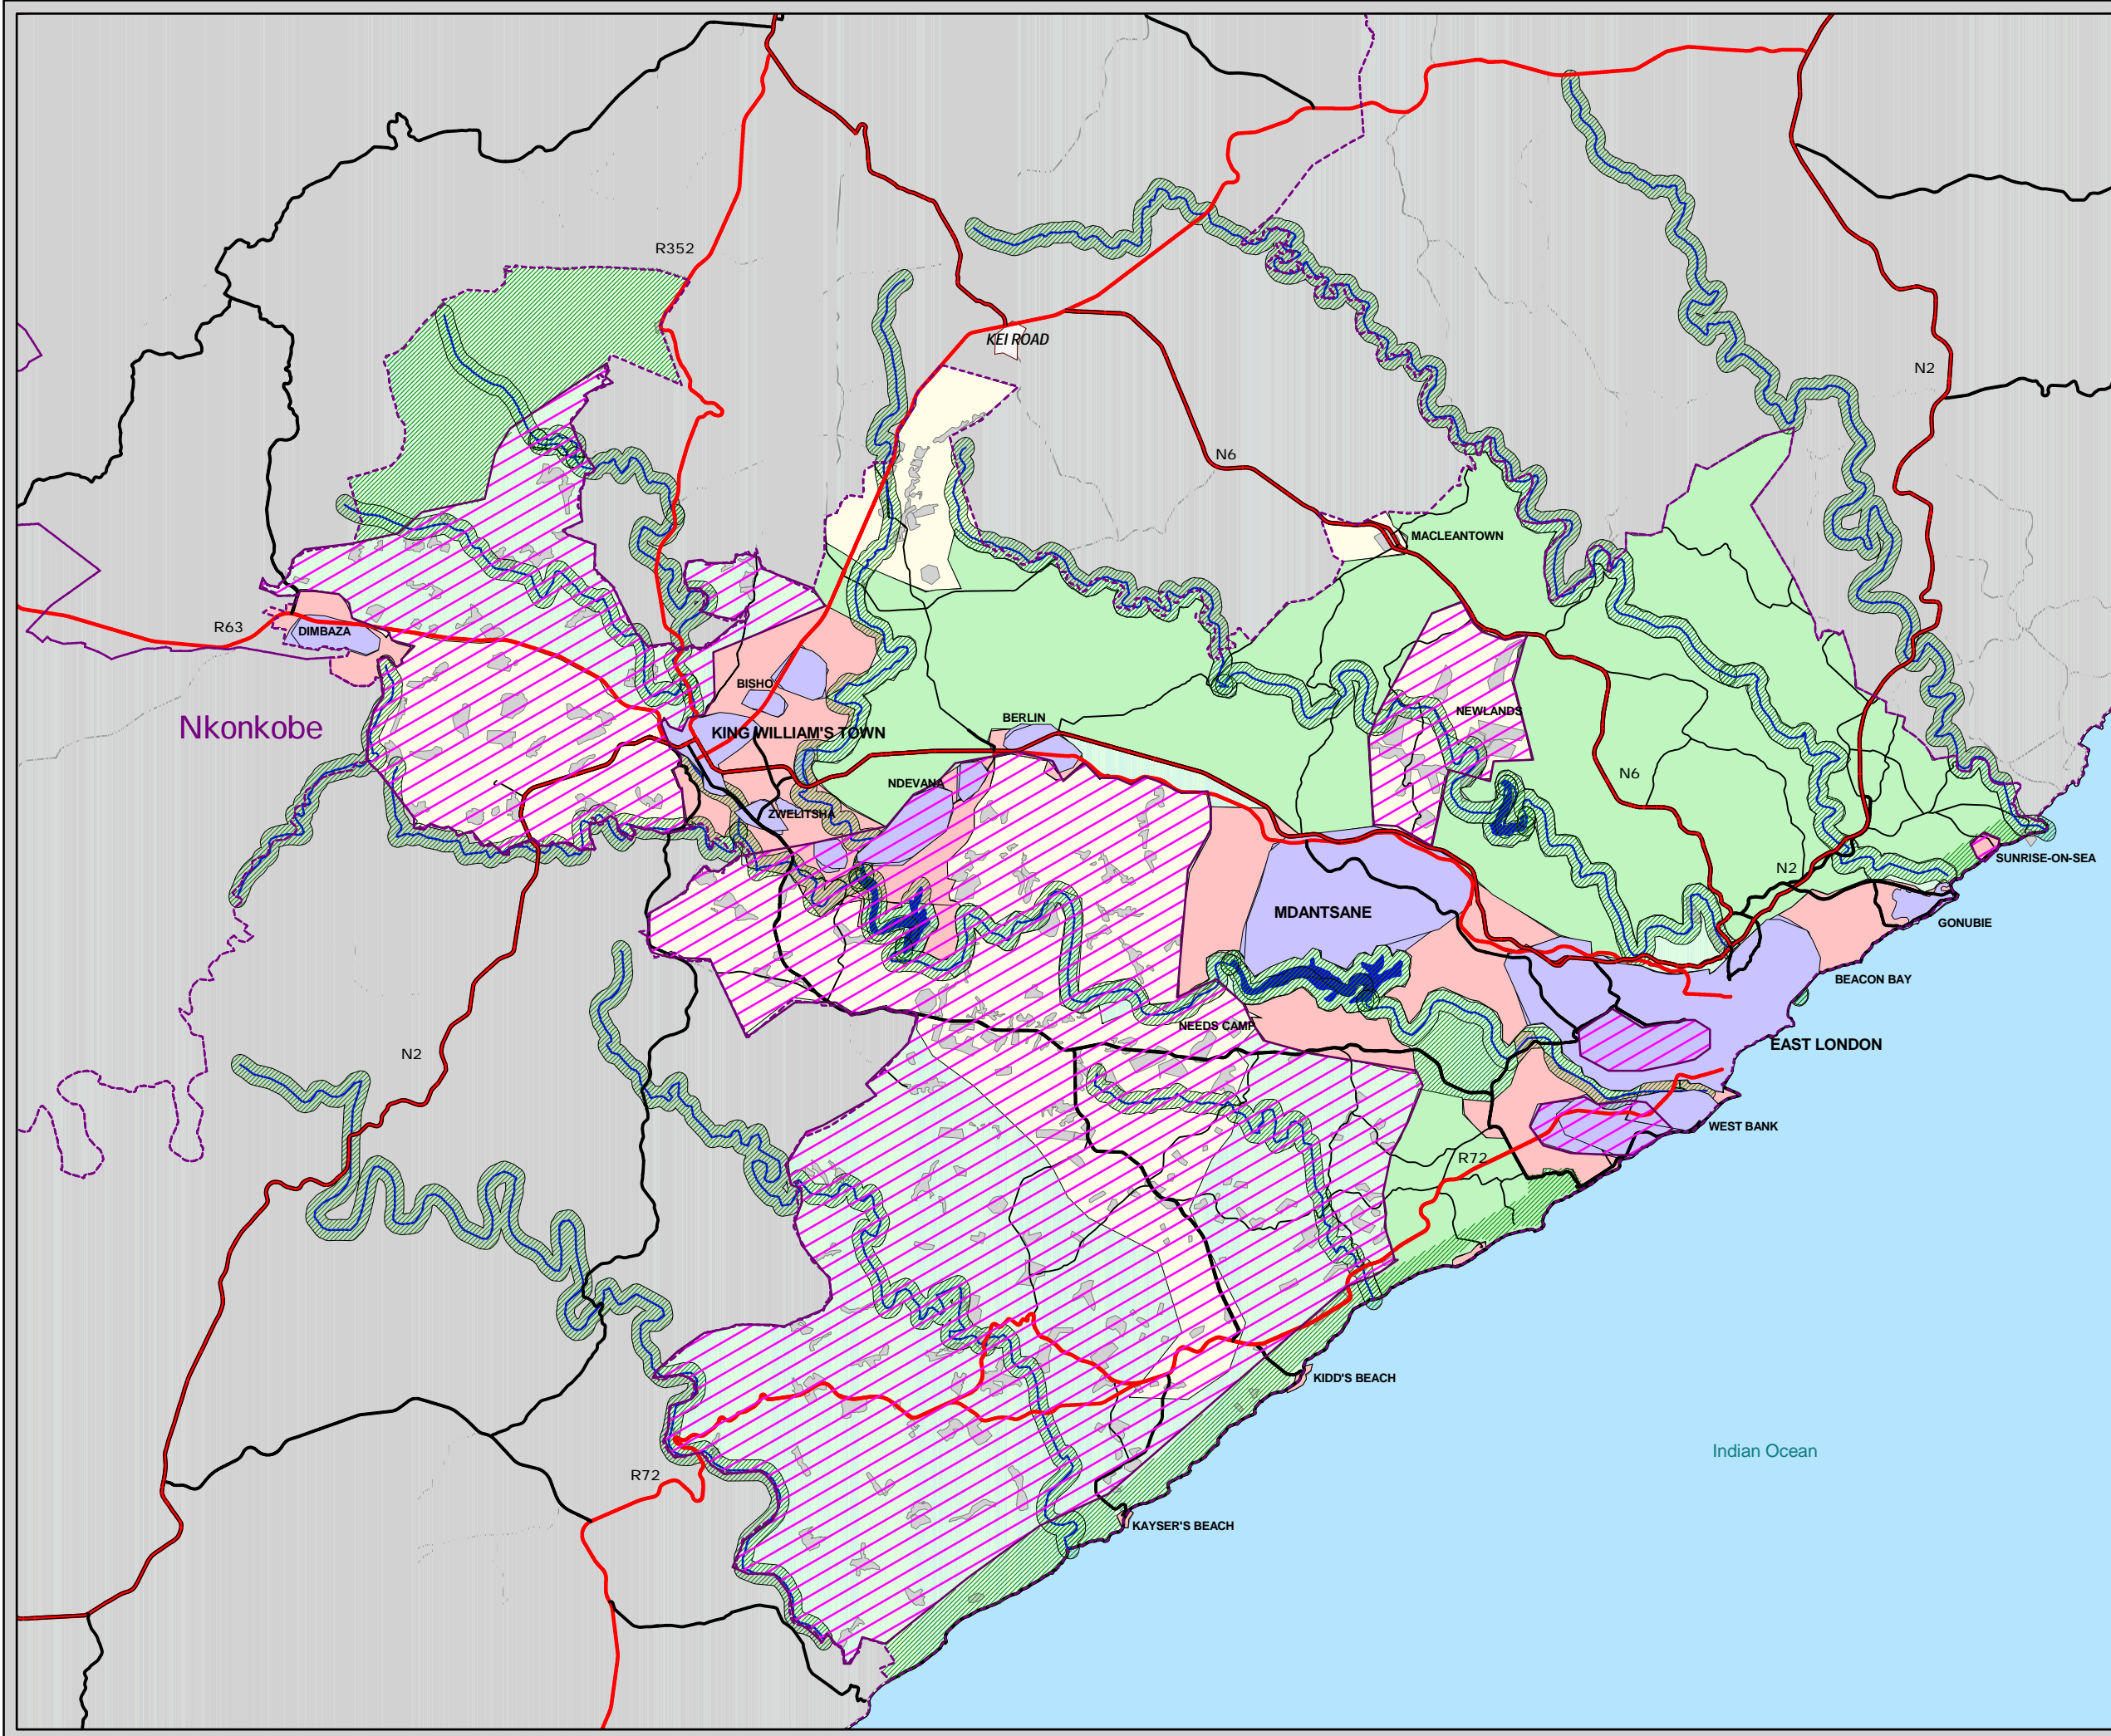 R352
KEI ROAD
N2
N6
MACLEANTOWN
R63
DIMBAZA
BISHO
NEWLANDS
Nkonkobe
BERLIN
KING WILLIAM'S TOWN
N6
NDEVANA
ZWELITSHA
SUNRISE-ON-SEA
N2
MDANTSANE
GONUBIE
BEACON BAY
NEEDS CAMP
EAST LONDON
N2
WEST BANK
R72
KIDD'S BEACH
Indian Ocean
R72
KAYSER'S BEACH